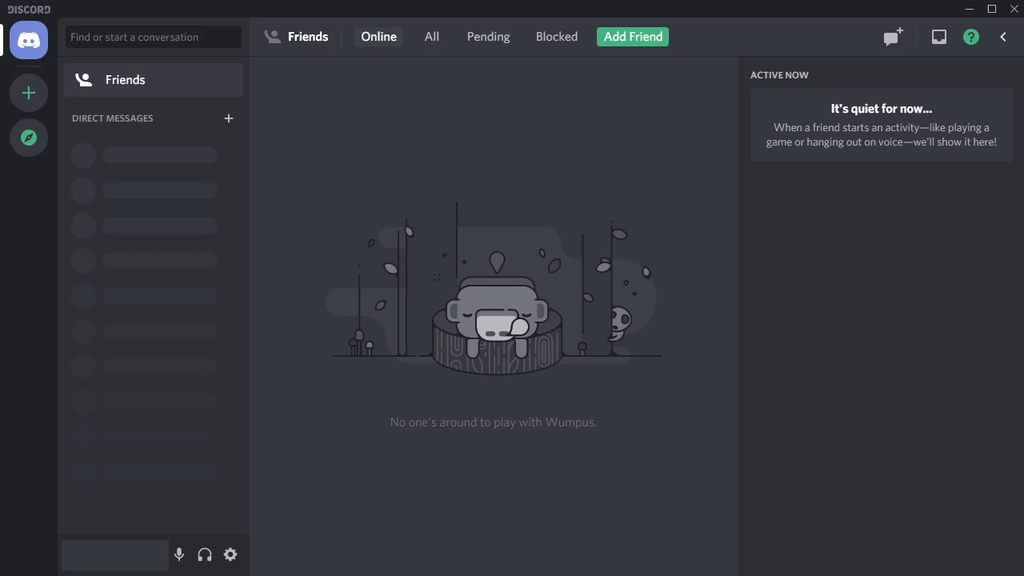 DISCORD
Find or start a conversation
Friends
Online
All
Pending
Blocked
Add Friend
Friends
DIRECT MESSAGES
ACTIVE NOW
It's quiet for now...
When a friend starts an activity—like playing a
game or hanging out on voice—we'll show it here!
No one's around to play with Wumpus.